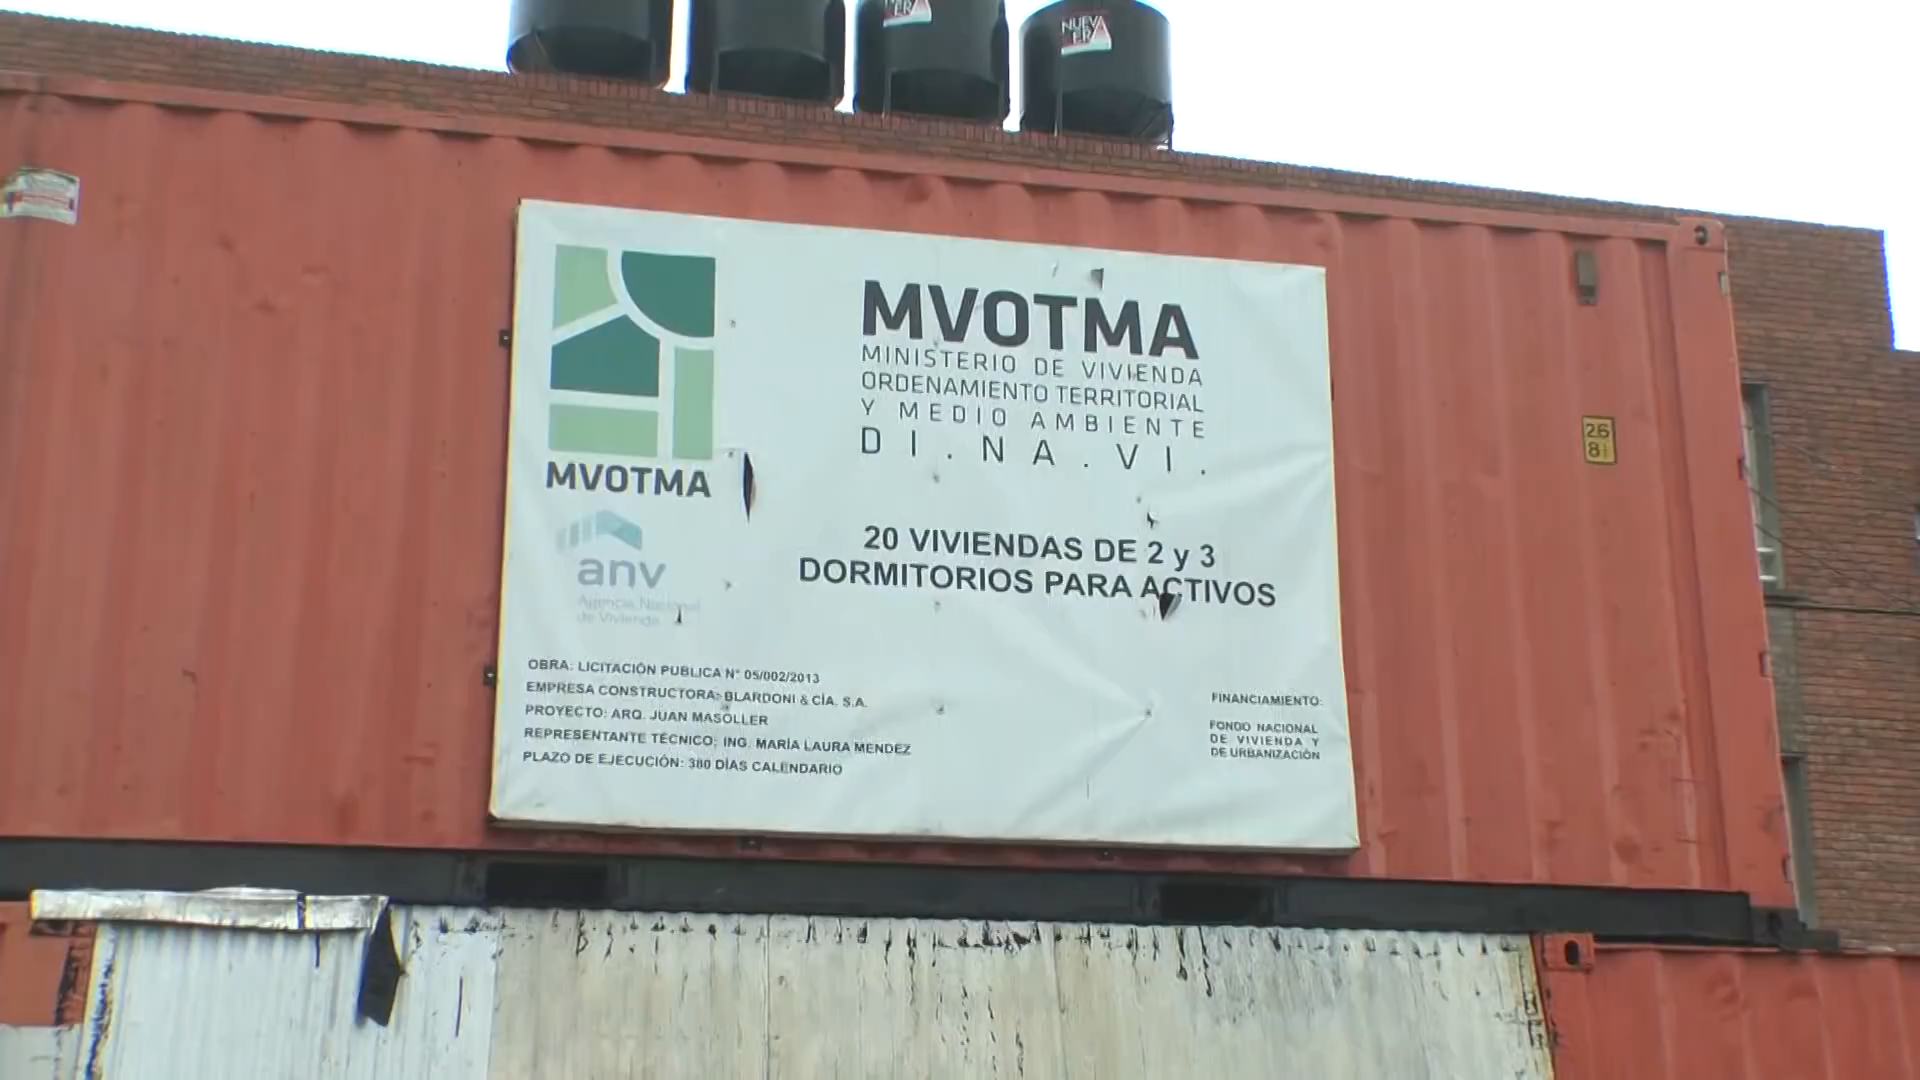 ERA
NUEVA
ERA
MVOTMA
MINISTERIO DE VIVIENDA
ORDENAMIENTO TERRITORIAL
Y MEDIO AMBIENTE
DI.NA.VI.
MVOTMA
anv
Agencia Nacional
de Vivienda
20 VIVIENDAS DE 2 y 3
DORMITORIOS PARA ACTIVOS
OBRA: LICITACIÓN PUBLICA N° 05/002/2013
EMPRESA CONSTRUCTORA: BLARDONI & CÍA. S.A.
PROYECTO: ARQ. JUAN MASOLLER
REPRESENTANTE TÉCNICO: ING. MARÍA LAURA MENDEZ
PLAZO DE EJECUCIÓN: 380 DÍAS CALENDARIO
FINANCIAMIENTO:
FONDO NACIONAL
DE VIVIENDA Y
DE URBANIZACIÓN
26
8